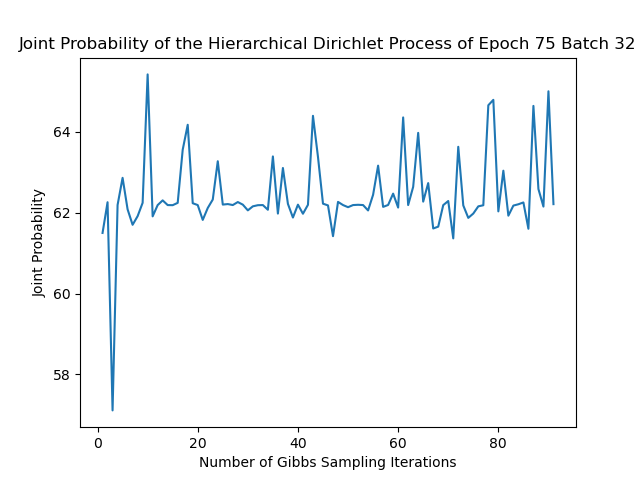 Joint Probability of the Hierarchical Dirichlet Process of Epoch 75 Batch 32
64
62
60
58
Joint Probability
0 20 40 60 80
Number of Gibbs Sampling Iterations